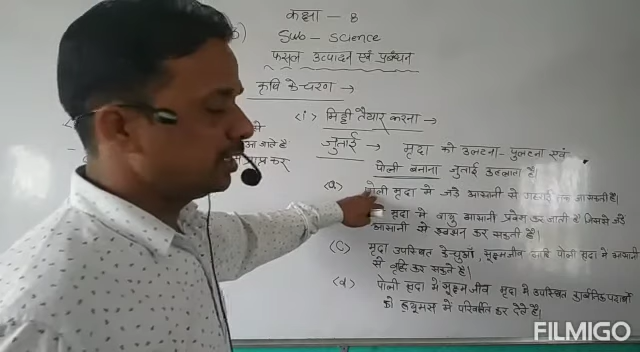 कक्षा - 8
Sub - Science
फसल उत्पादन एवं प्रबंधन
कृषि के चरण →
(i) मिट्टी तैयार करना →
जुताई → मृदा को उलटना - पुलटना एवं
पोली बनाना जुताई कहलाता है।
(a) पोली मृदा में जड़े आसानी से गहराई तक जा सकती है।
मृदा में वायु आसानी प्रवेश कर जाती है जिससे जड़े
आसानी से श्वसन कर सकती है।
(c) मृदा उपस्थित केंचुआँ, सूक्ष्मजीव आदि पोली मृदा में आसानी
से वृद्धि कर सकते है।
(d) पोली मृदा में सूक्ष्मजीव मृदा में उपस्थित कार्बनिक पदार्थो
को ह्यूमस में परिवर्तित कर देते है।
FILMIGO